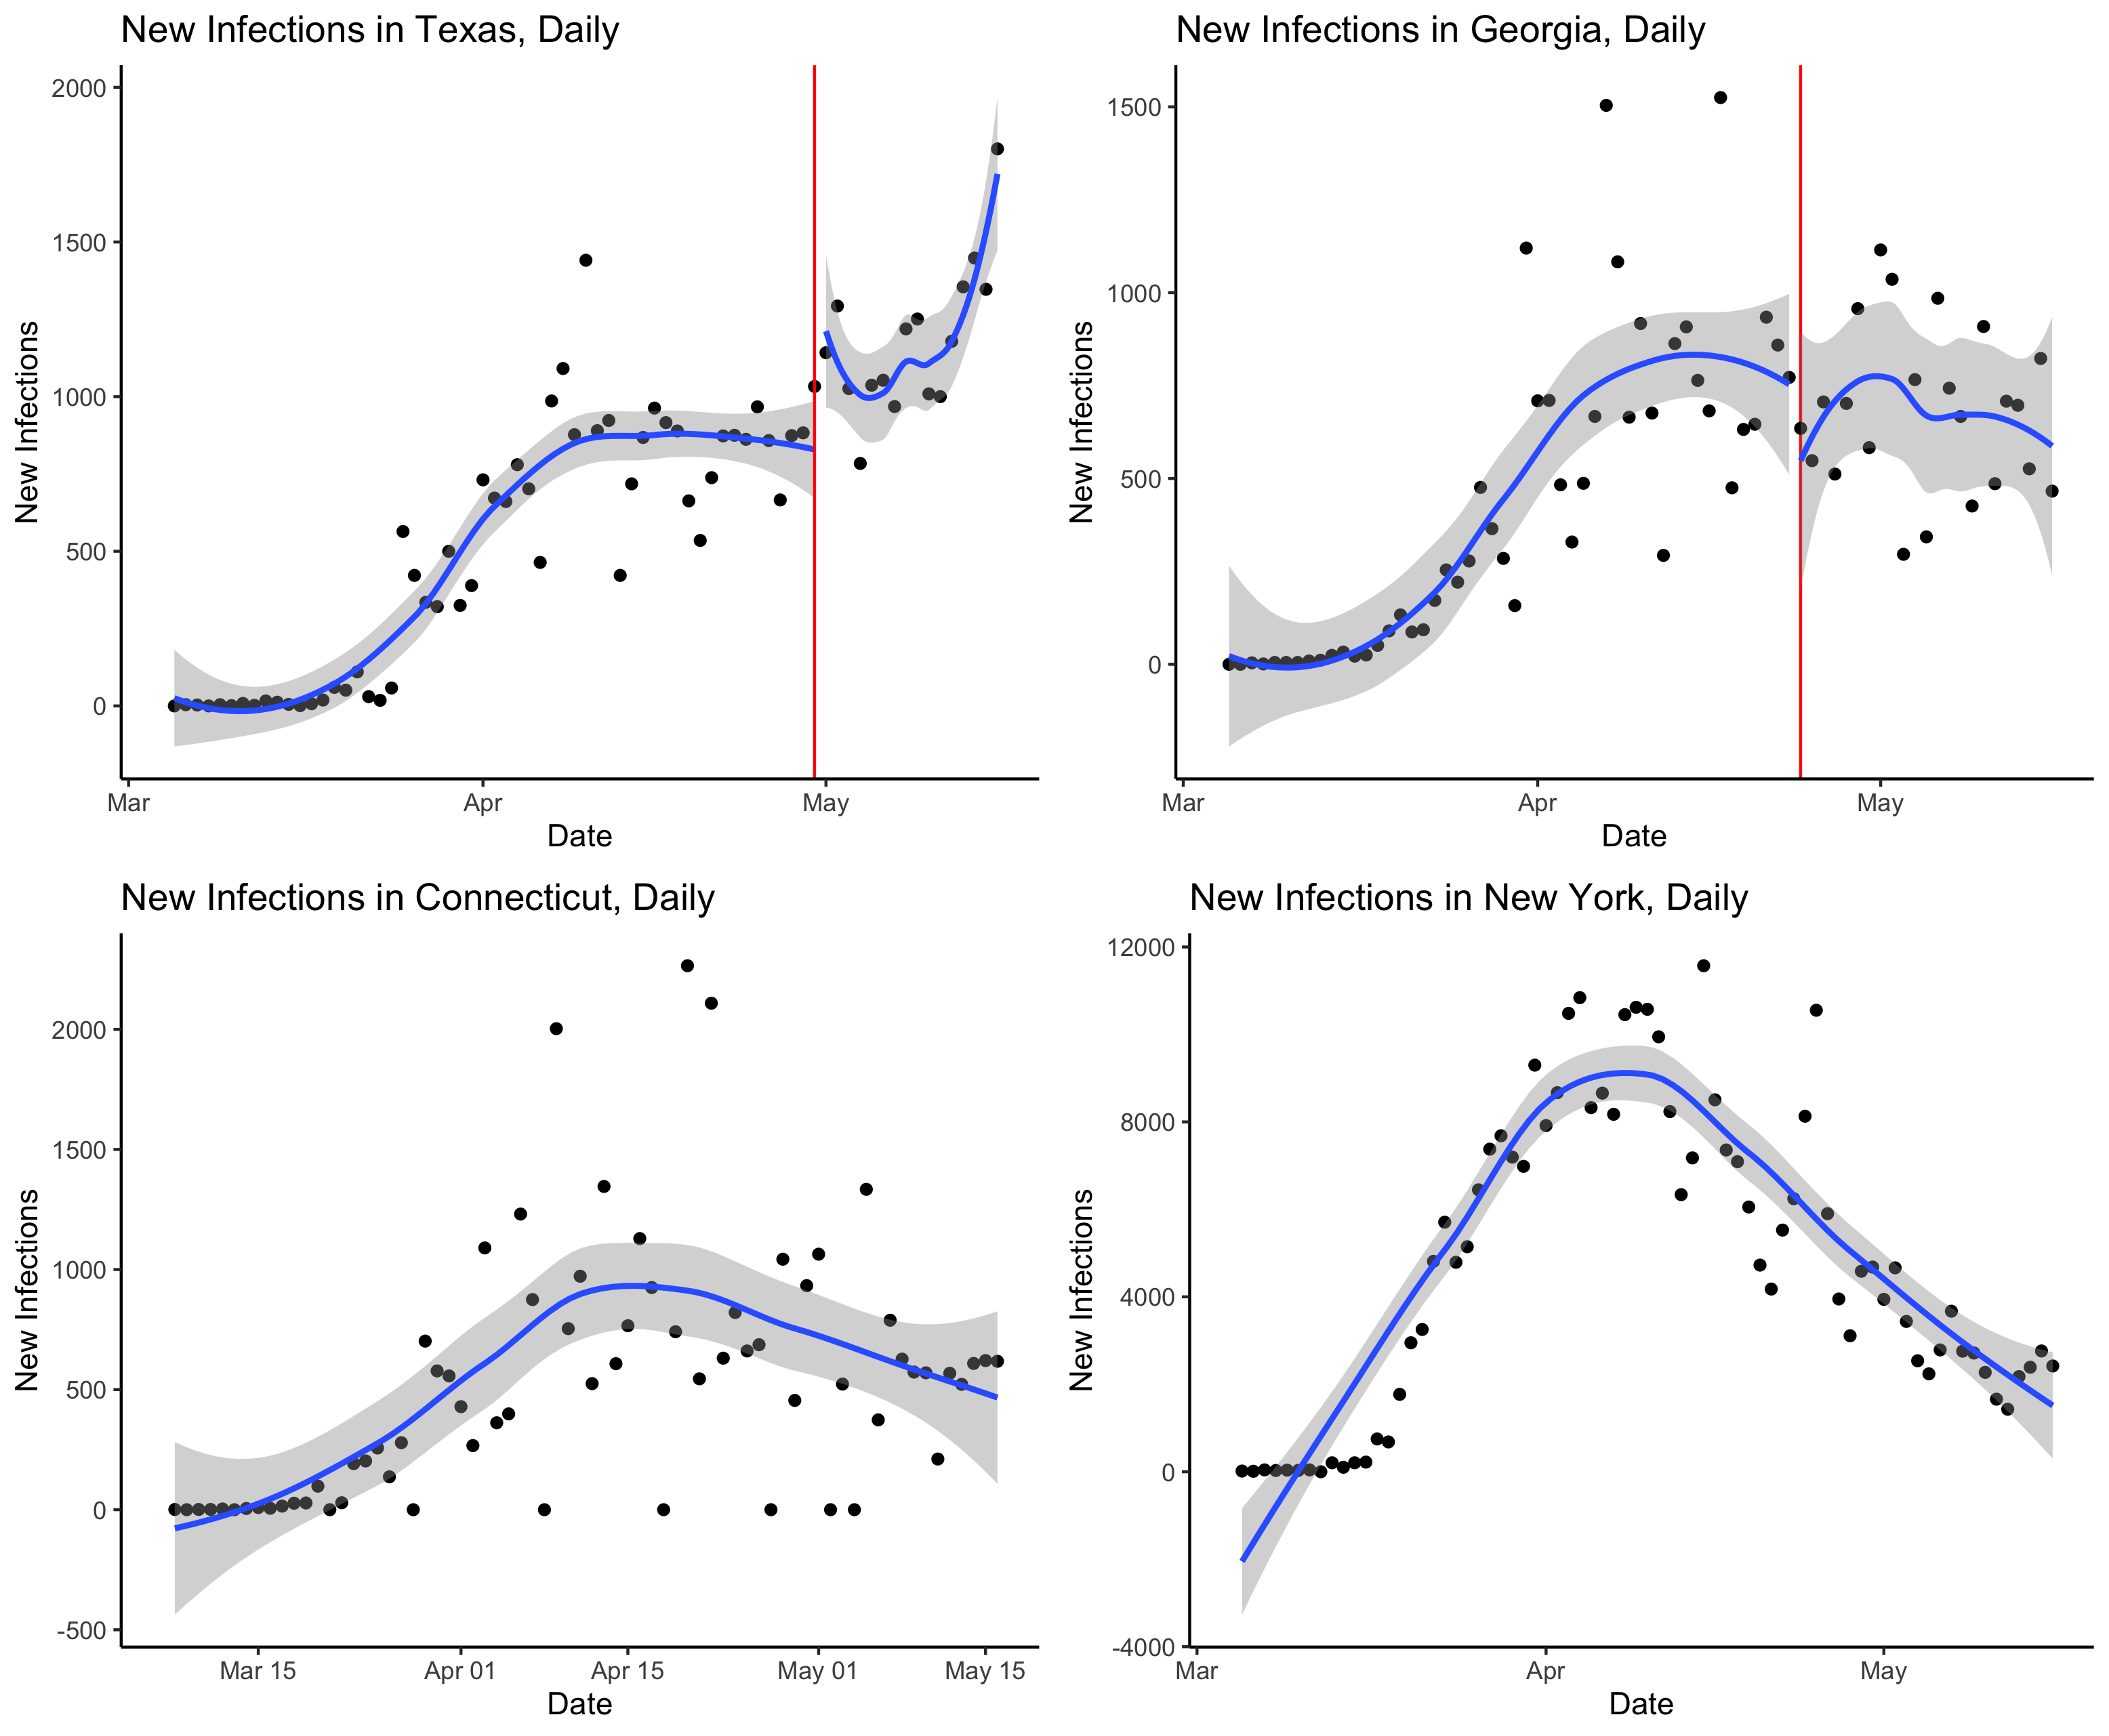 New Infections in Texas, Daily
2000
1500
1000
500
0
New Infections
Mar Apr May
Date
New Infections in Georgia, Daily
1500
1000
500
0
New Infections
Mar Apr May
Date
New Infections in Connecticut, Daily
2000
1500
1000
500
0
-500
New Infections
Mar 15 Apr 01 Apr 15 May 01 May 15
Date
New Infections in New York, Daily
12000
8000
4000
0
-4000
New Infections
Mar Apr May
Date